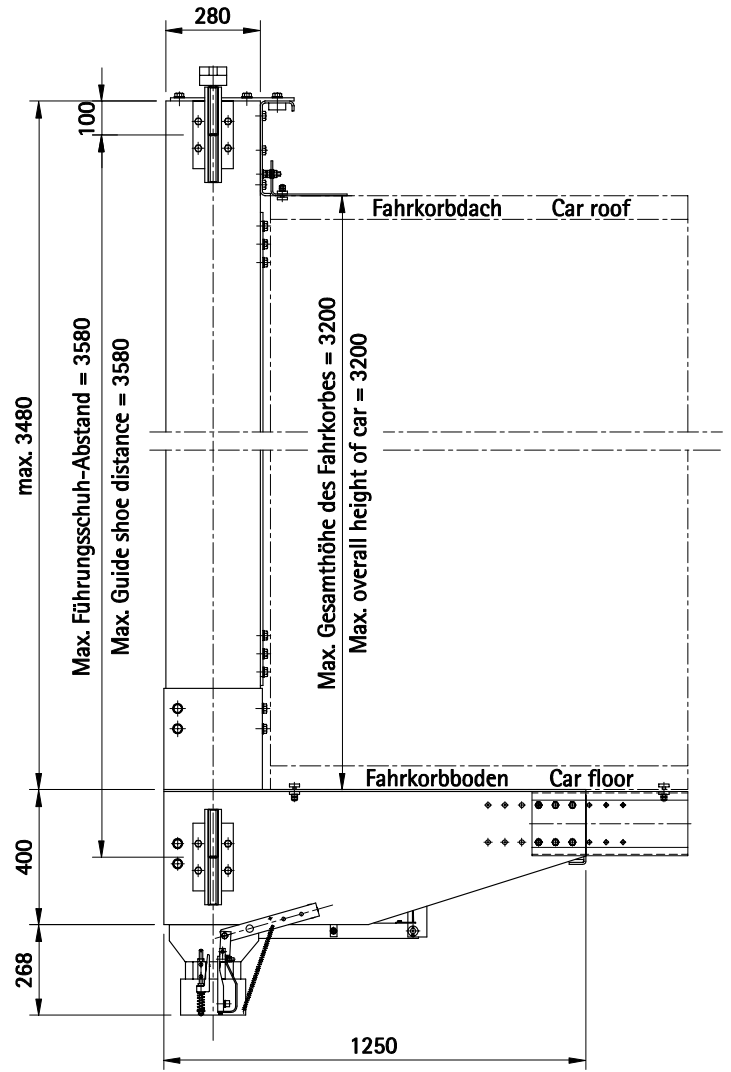 280
100
Fahrkorbdach Car roof
max. 3480
Max. Führungsschuh-Abstand = 3580
Max. Guide shoe distance = 3580
Max. Gesamthöhe des Fahrkorbes = 3200
Max. overall height of car = 3200
Fahrkorbboden Car floor
400
268
1250